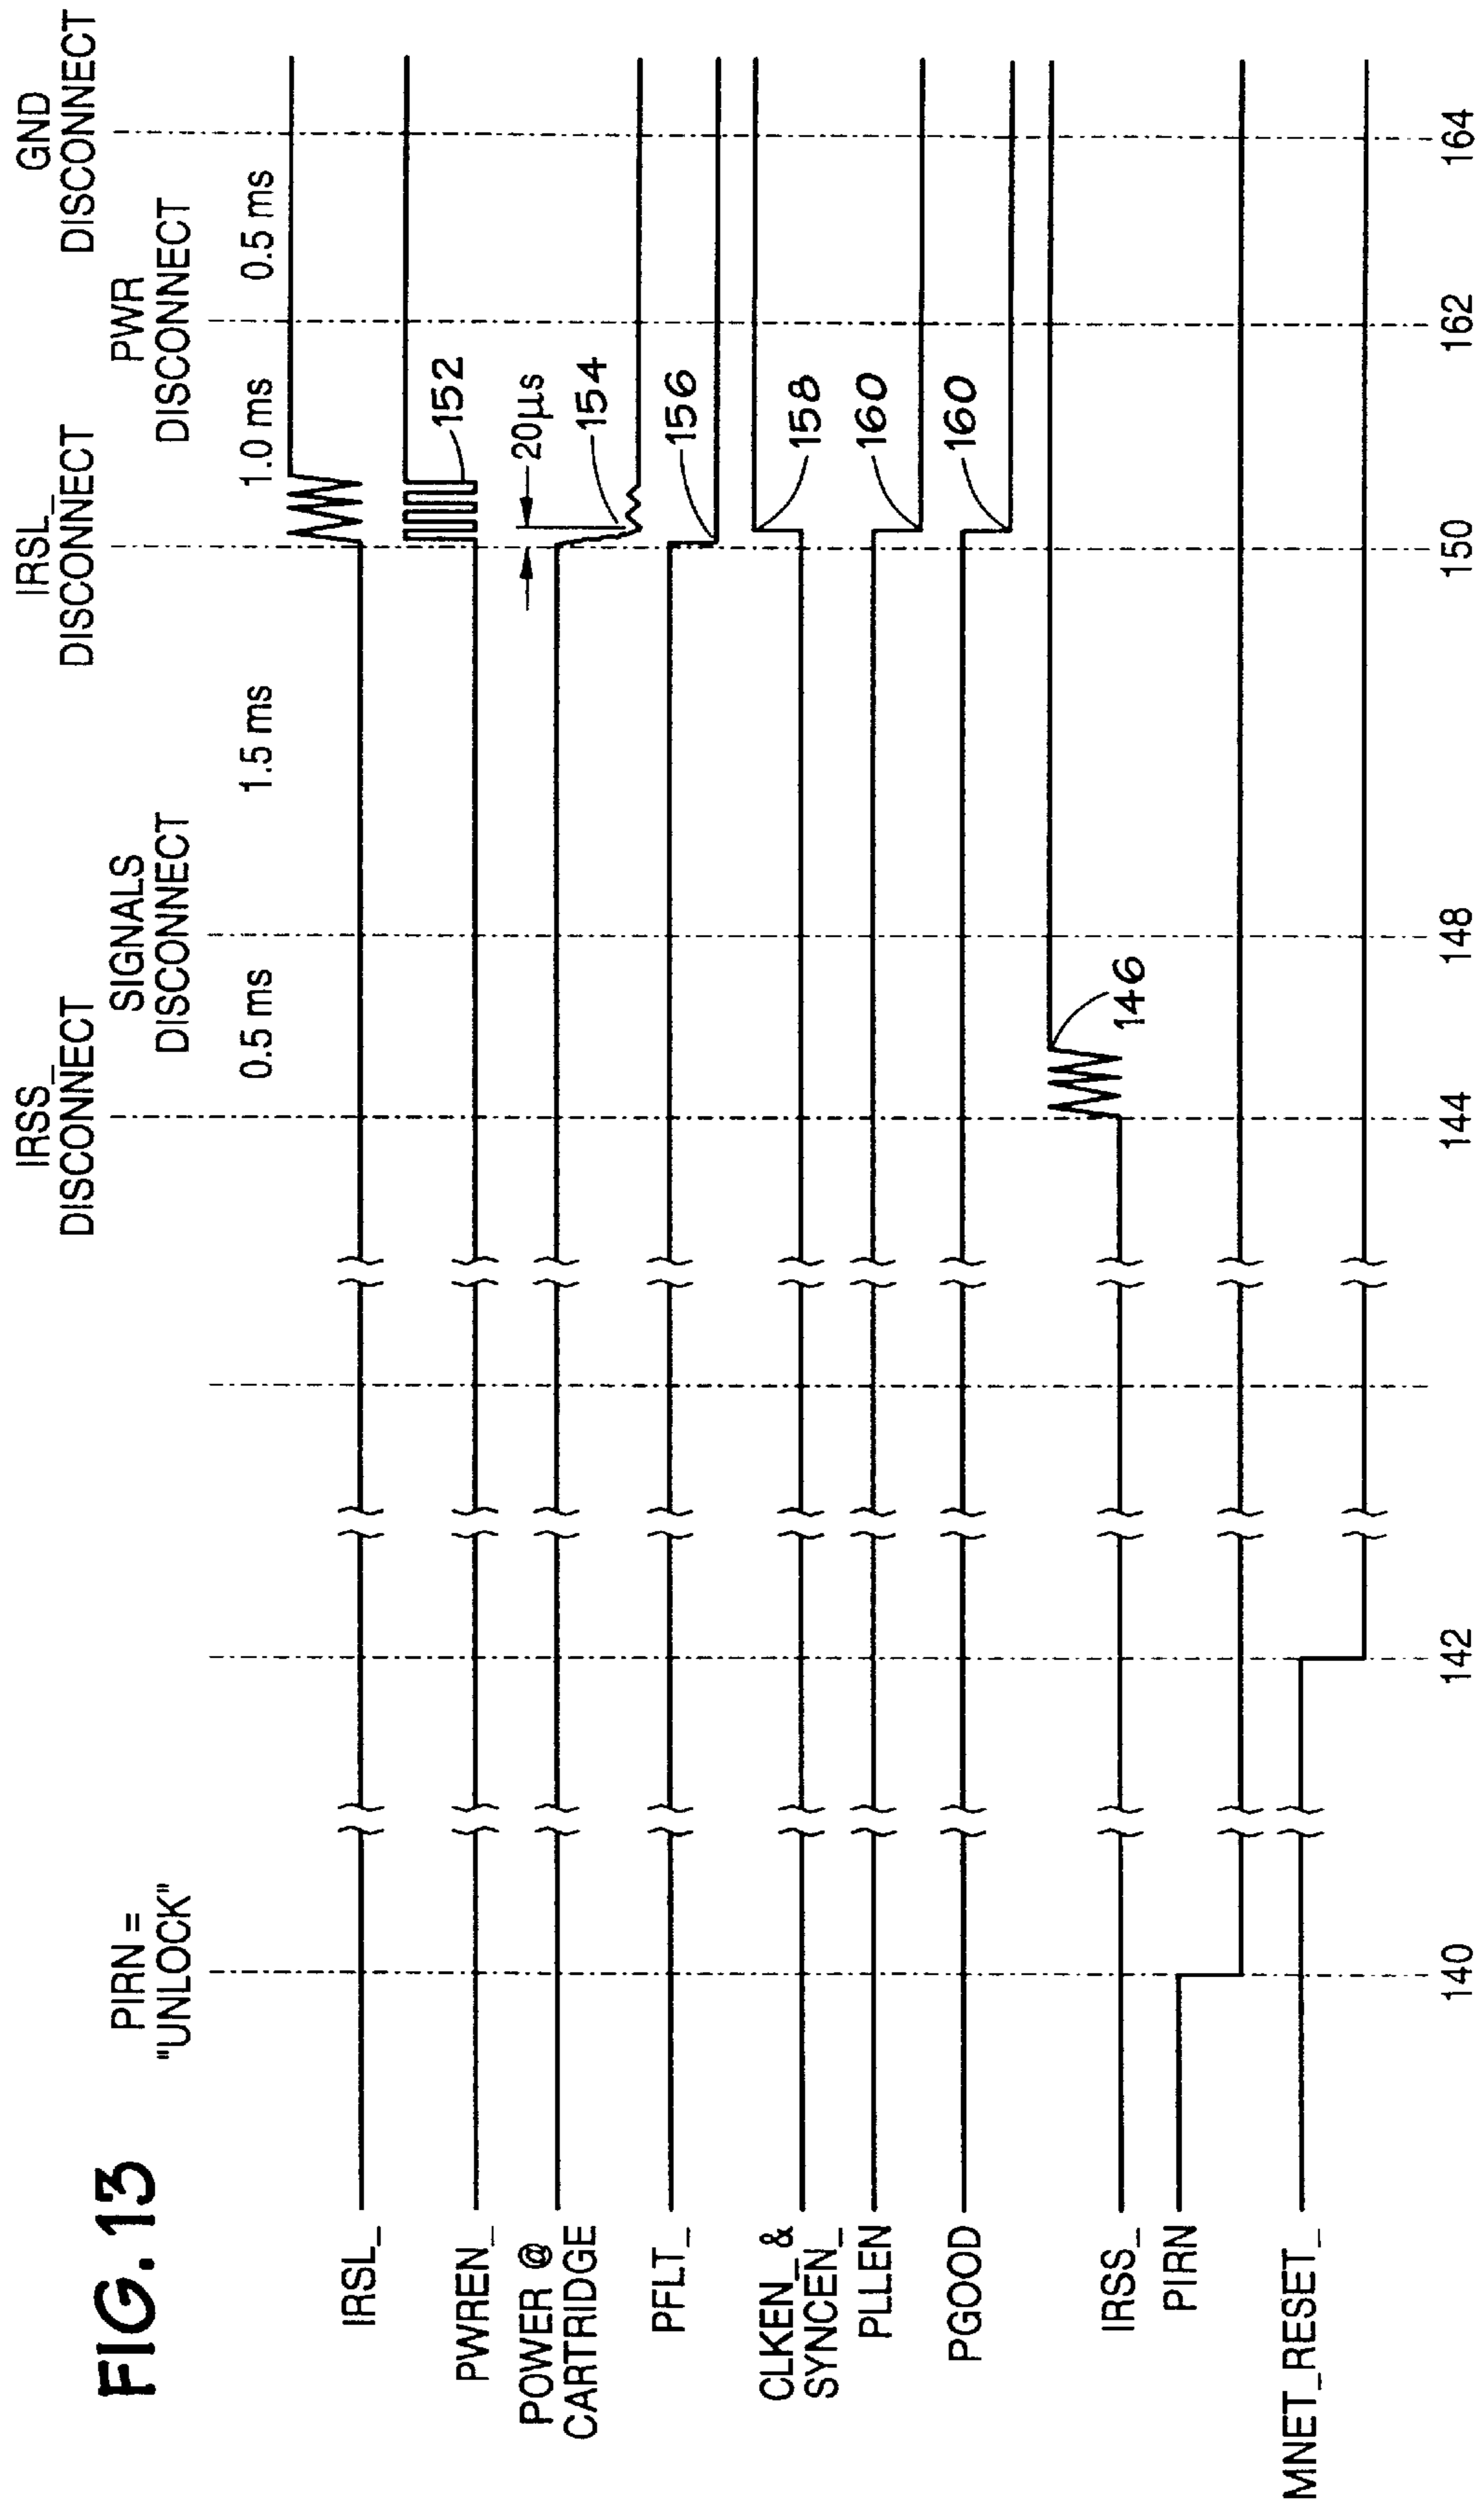 FIG. 13
PIRN =
"UNLOCK"
IRSS_
DISCONNECT
SIGNALS
DISCONNECT
IRSL_
DISCONNECT
PWR
DISCONNECT
GND
DISCONNECT
0.5 ms
1.5 ms
1.0 ms
0.5 ms
IRSL_
PWREN_
152
POWER @
CARTRIDGE
20µs
154
PFLT_
156
CLKEN_ &
SYNCEN_
158
PLLEN
160
PGOOD
160
IRSS_
146
PIRN
MNET_RESET_
140
142
144
148
150
162
164